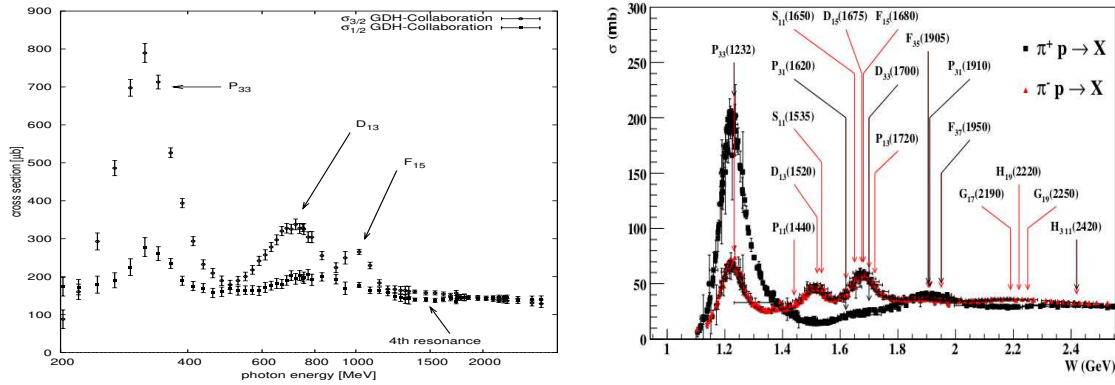 σ3/2 GDH-Collaboration
σ1/2 GDH-Collaboration
900
800
700
600
500
400
300
200
100
0
cross section [μb]
P33
D13
F15
4th resonance
200
400
600
800
1000
1500
2000
photon energy [MeV]
σ (mb)
300
250
200
150
100
50
0
S11(1650)
D15(1675)
F15(1680)
F35(1905)
P33(1232)
P31(1620)
D33(1700)
P31(1910)
S11(1535)
P13(1720)
F37(1950)
D13(1520)
H19(2220)
G17(2190)
G19(2250)
P11(1440)
H3 11(2420)
π+ p → X
π- p → X
1
1.2
1.4
1.6
1.8
2
2.2
2.4
W (GeV)